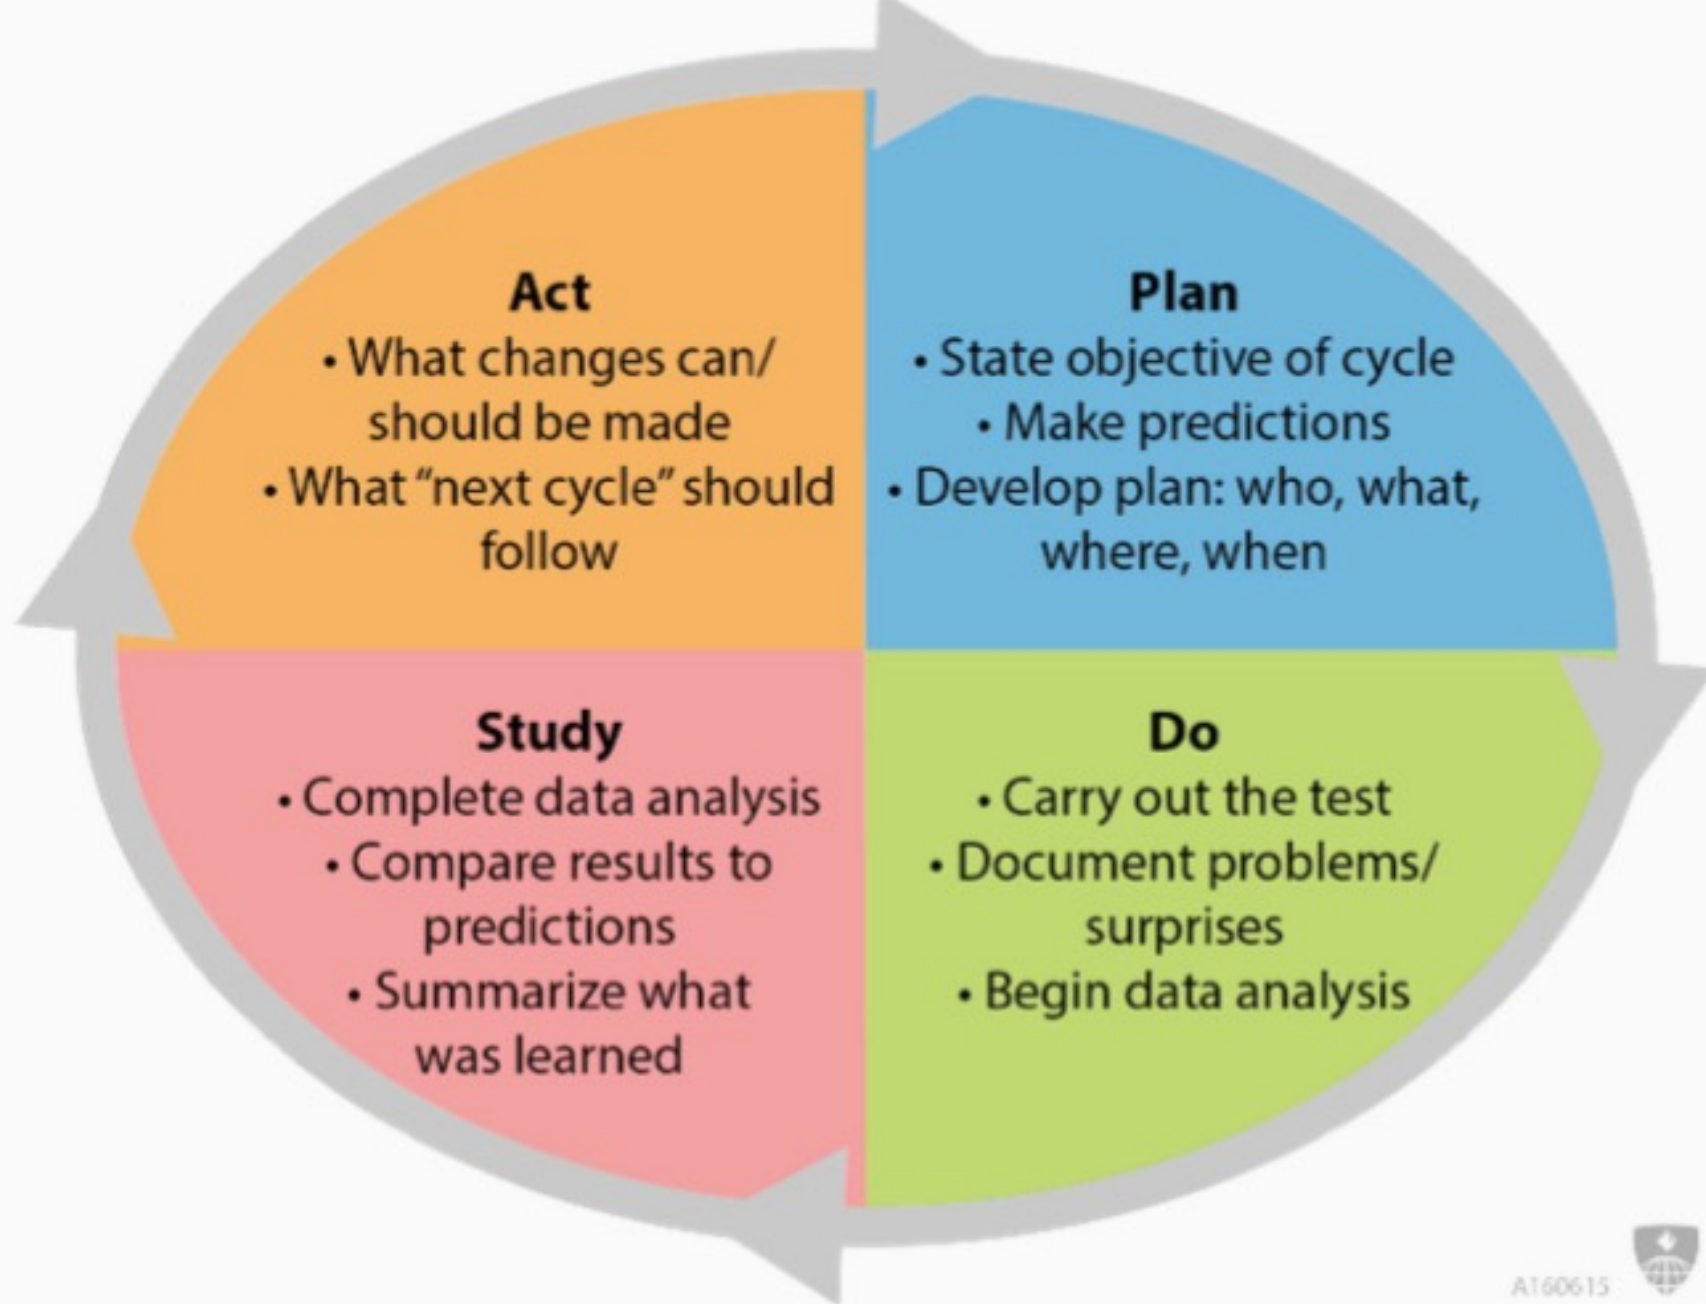 Act
• What changes can/
should be made
• What “next cycle” should
follow
Plan
• State objective of cycle
• Make predictions
• Develop plan: who, what,
where, when
Study
• Complete data analysis
• Compare results to
predictions
• Summarize what
was learned
Do
• Carry out the test
• Document problems/
surprises
• Begin data analysis
A160615